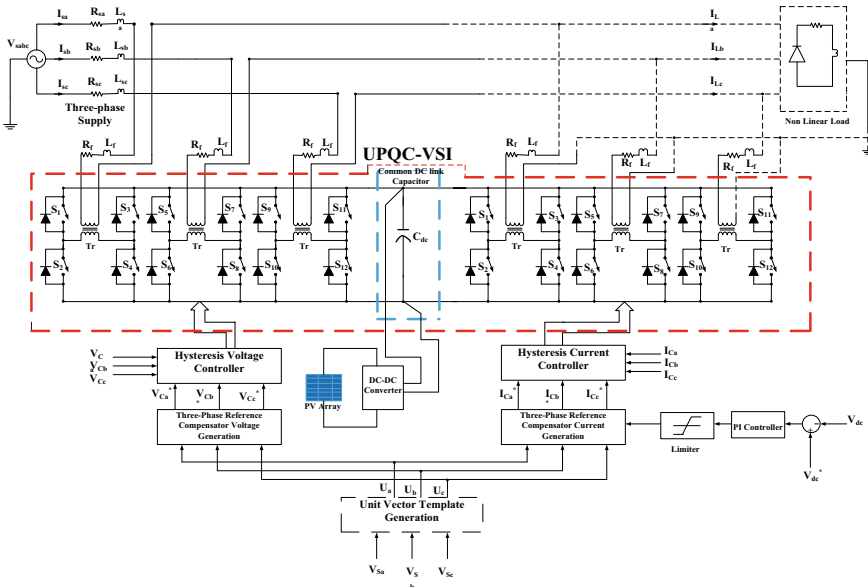 I_sa R_sa L_s
a
V_sabc
I_sb R_sb L_sb
I_sc R_sc L_sc
Three-phase
Supply
I_L
a
I_Lb
I_Lc
Non Linear Load
R_f L_f
R_f L_f
R_f L_f
R_f L_f
R_f L_f
R_f L_f
UPQC-VSI
Common DC link
Capacitor
C_dc
S_1 S_3 S_5 S_7 S_9 S_11
Tr Tr Tr
S_2 S_4 S_6 S_8 S_10 S_12
S_1 S_3 S_5 S_7 S_9 S_11
Tr Tr Tr
S_2 S_4 S_6 S_8 S_10 S_12
V_C
V_Cb
a
V_Cc
Hysteresis Voltage
Controller
V_Ca* V_Cb
*
V_Cc*
Three-Phase Reference
Compensator Voltage
Generation
PV Array
DC-DC
Converter
Hysteresis Current
Controller
I_Ca
I_Cb
I_Cc
I_Ca* I_C
*
I_Cc*
Three-Phase Reference
Compensator Current
Generation
Limiter
PI Controller
+
-
V_dc
V_dc*
U_a U_b U_c
Unit Vector Template
Generation
V_Sa V_S V_Sc
b